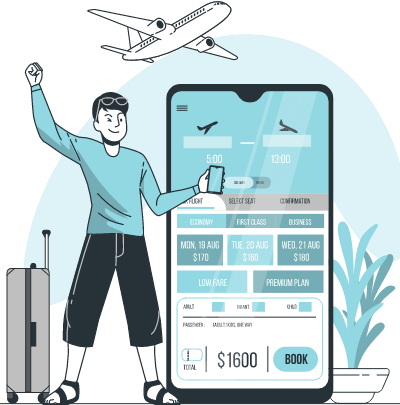 5:00 13:00
FLIGHT SELECT SEAT CONFIRMATION
ECONOMY FIRST CLASS BUSINESS
MON, 19 AUG TUE, 20 AUG WED, 21 AUG
$170 $180 $180
LOW FARE PREMIUM PLAN
ADULT INFANT CHILD
PASSENGER:
TOTAL $1600 BOOK